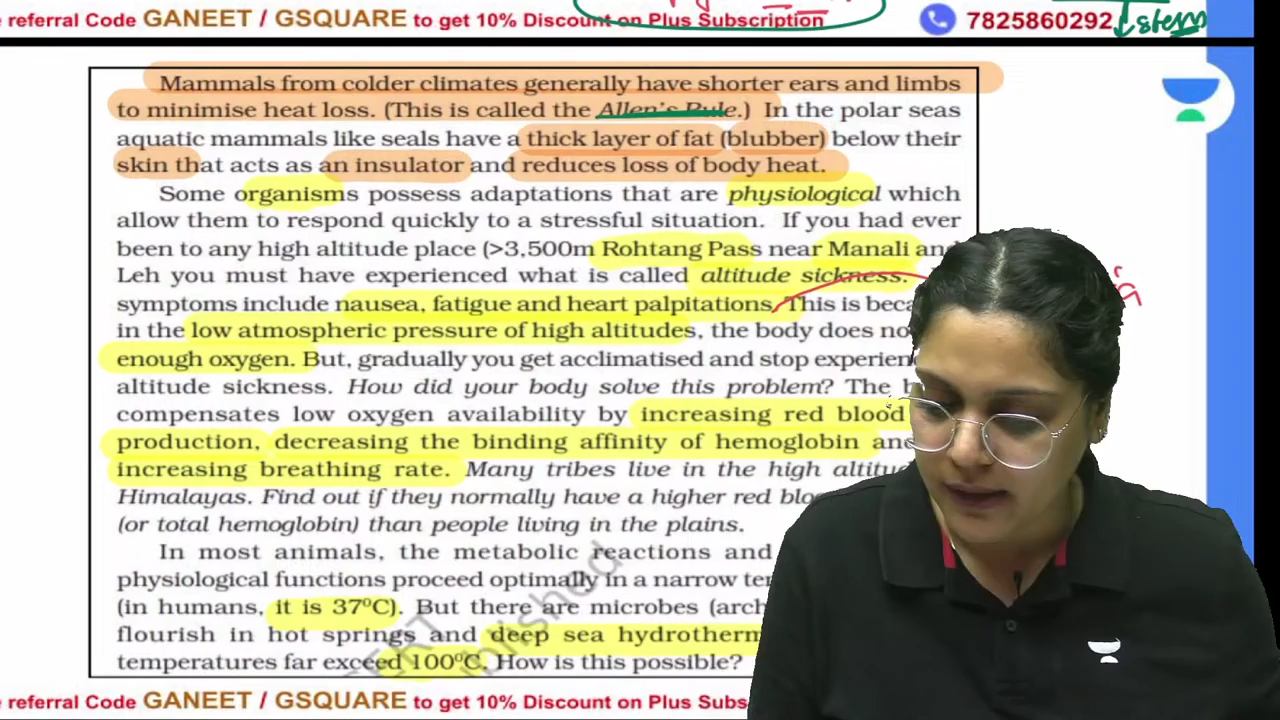 referral Code GANEET / GSQUARE to get 10% Discount on Plus Subscription 7825860292
stem
Mammals from colder climates generally have shorter ears and limbs
to minimise heat loss. (This is called the Allen's Rule.) In the polar seas
aquatic mammals like seals have a thick layer of fat (blubber) below their
skin that acts as an insulator and reduces loss of body heat.
Some organisms possess adaptations that are physiological which
allow them to respond quickly to a stressful situation. If you had ever
been to any high altitude place (>3,500m Rohtang Pass near Manali and
Leh you must have experienced what is called altitude sickness.
symptoms include nausea, fatigue and heart palpitations. This is
in the low atmospheric pressure of high altitudes, the body does
enough oxygen. But, gradually you get acclimatised and stop
altitude sickness. How did your body solve this problem? The
compensates low oxygen availability by increasing red blood
production, decreasing the binding affinity of hemoglobin
increasing breathing rate. Many tribes live in the high
Himalayas. Find out if they normally have a higher red
(or total hemoglobin) than people living in the plains.
In most animals, the metabolic reactions and
physiological functions proceed optimally in a narrow
(in humans, it is 37°C). But there are microbes
flourish in hot springs and deep sea
temperatures far exceed 100°C. How is this possible?
referral Code GANEET / GSQUARE to get 10% Discount on Plus